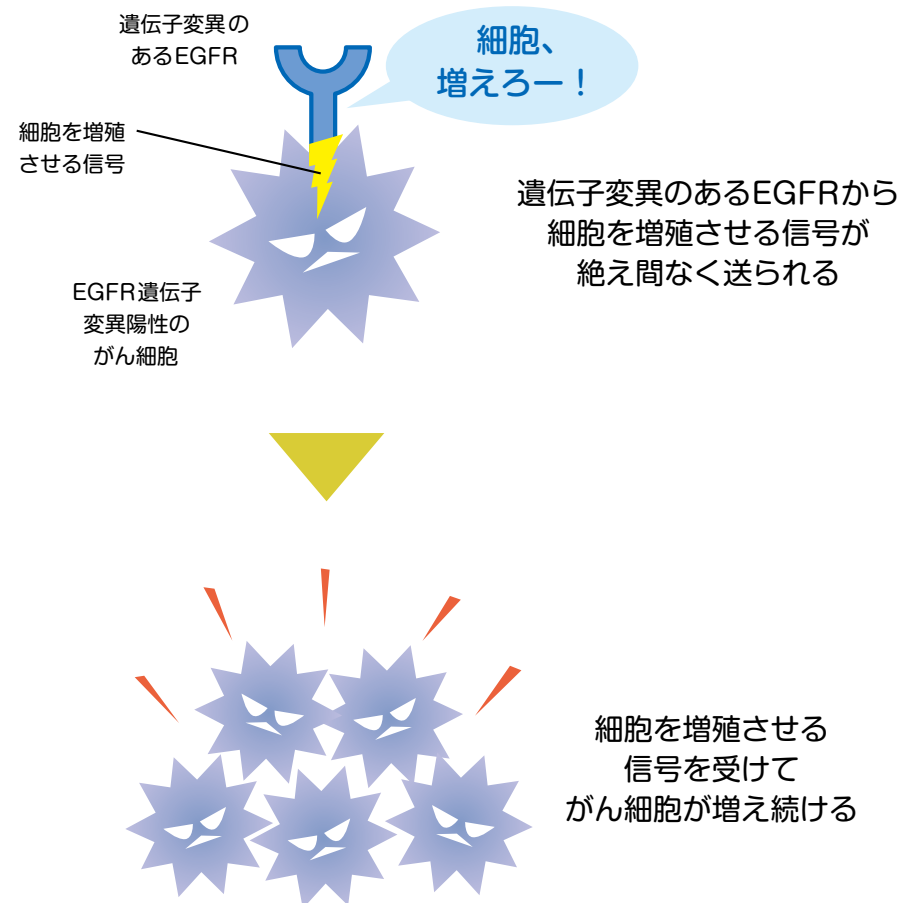 遺伝子変異の
あるEGFR
細胞、
増えろー！
細胞を増殖
させる信号
遺伝子変異のあるEGFRから
細胞を増殖させる信号が
絶え間なく送られる
EGFR遺伝子
変異陽性の
がん細胞
細胞を増殖させる
信号を受けて
がん細胞が増え続ける